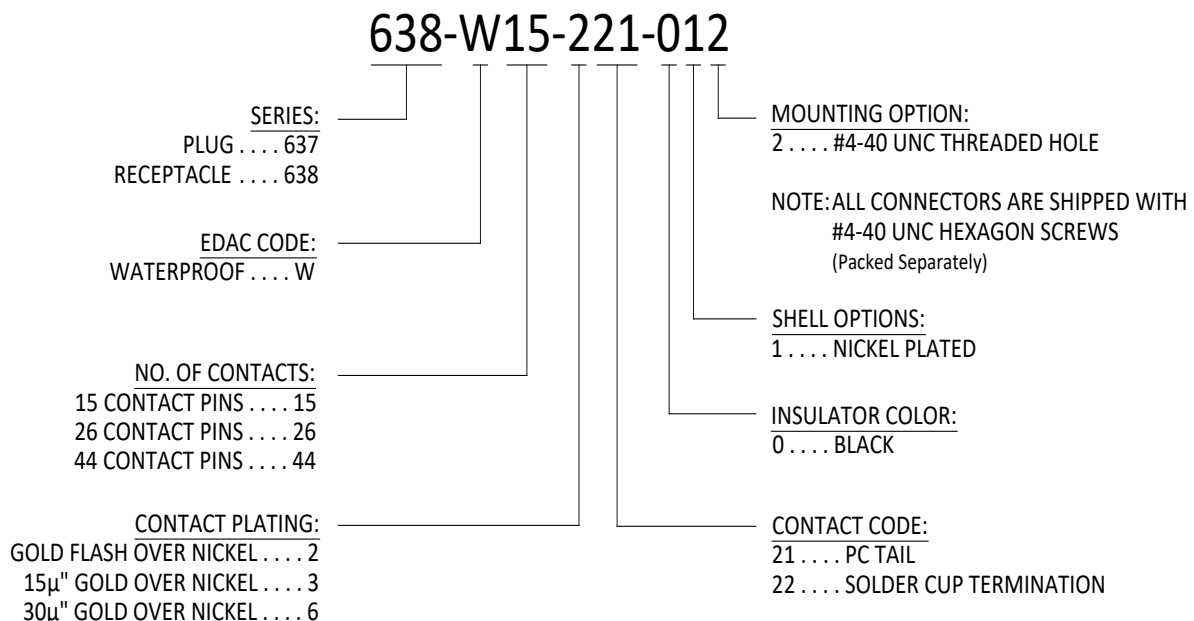 638-W15-221-012
SERIES:
PLUG . . . . 637
RECEPTACLE . . . . 638
EDAC CODE:
WATERPROOF . . . . W
NO. OF CONTACTS:
15 CONTACT PINS . . . . 15
26 CONTACT PINS . . . . 26
44 CONTACT PINS . . . . 44
CONTACT PLATING:
GOLD FLASH OVER NICKEL . . . . 2
15µ" GOLD OVER NICKEL . . . . 3
30µ" GOLD OVER NICKEL . . . . 6
MOUNTING OPTION:
2 . . . . #4-40 UNC THREADED HOLE
NOTE: ALL CONNECTORS ARE SHIPPED WITH
#4-40 UNC HEXAGON SCREWS
(Packed Separately)
SHELL OPTIONS:
1 . . . . NICKEL PLATED
INSULATOR COLOR:
0 . . . . BLACK
CONTACT CODE:
21 . . . . PC TAIL
22 . . . . SOLDER CUP TERMINATION